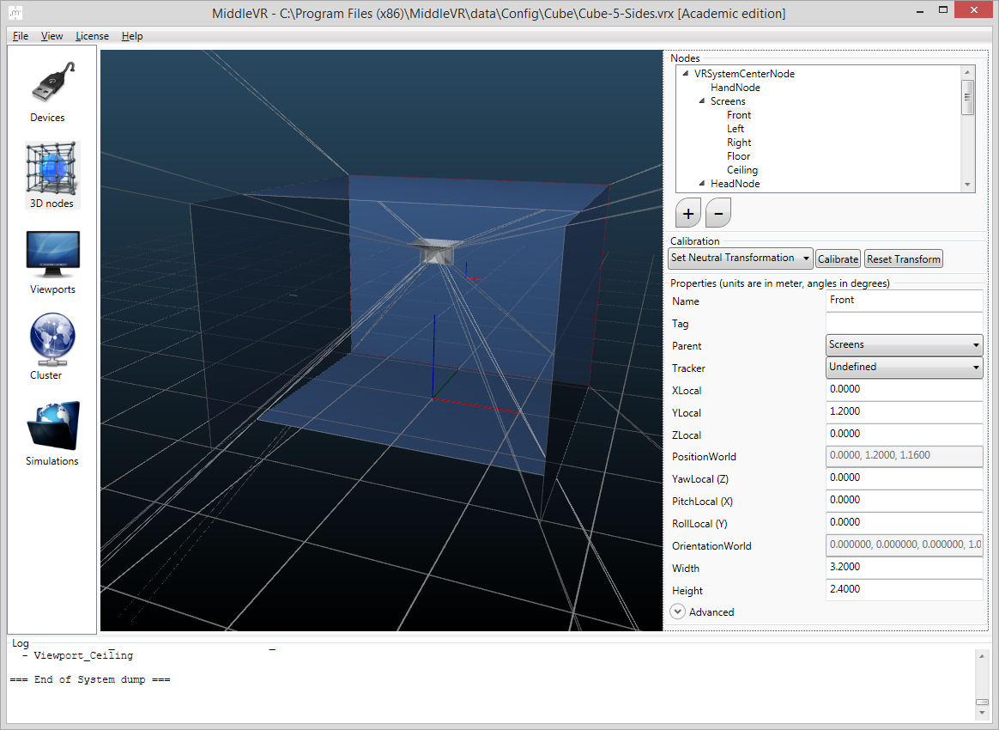 .m'
MiddleVR - C:\Program Files (x86)\MiddleVR\data\Config\Cube\Cube-5-Sides.vrx [Academic edition]
File View License Help
Devices
3D nodes
Viewports
Cluster
Simulations
Nodes
VRSystemCenterNode
HandNode
Screens
Front
Left
Right
Floor
Ceiling
HeadNode
+ −
Calibration
Set Neutral Transformation Calibrate Reset Transform
Properties (units are in meter, angles in degrees)
Name Front
Tag
Parent Screens
Tracker Undefined
XLocal 0.0000
YLocal 1.2000
ZLocal 0.0000
PositionWorld 0.0000, 1.2000, 1.1600
YawLocal (Z) 0.0000
PitchLocal (X) 0.0000
RollLocal (Y) 0.0000
OrientationWorld 0.000000, 0.000000, 0.000000, 1.0
Width 3.2000
Height 2.4000
Advanced
Log
- Viewport_Ceiling
=== End of System dump ===